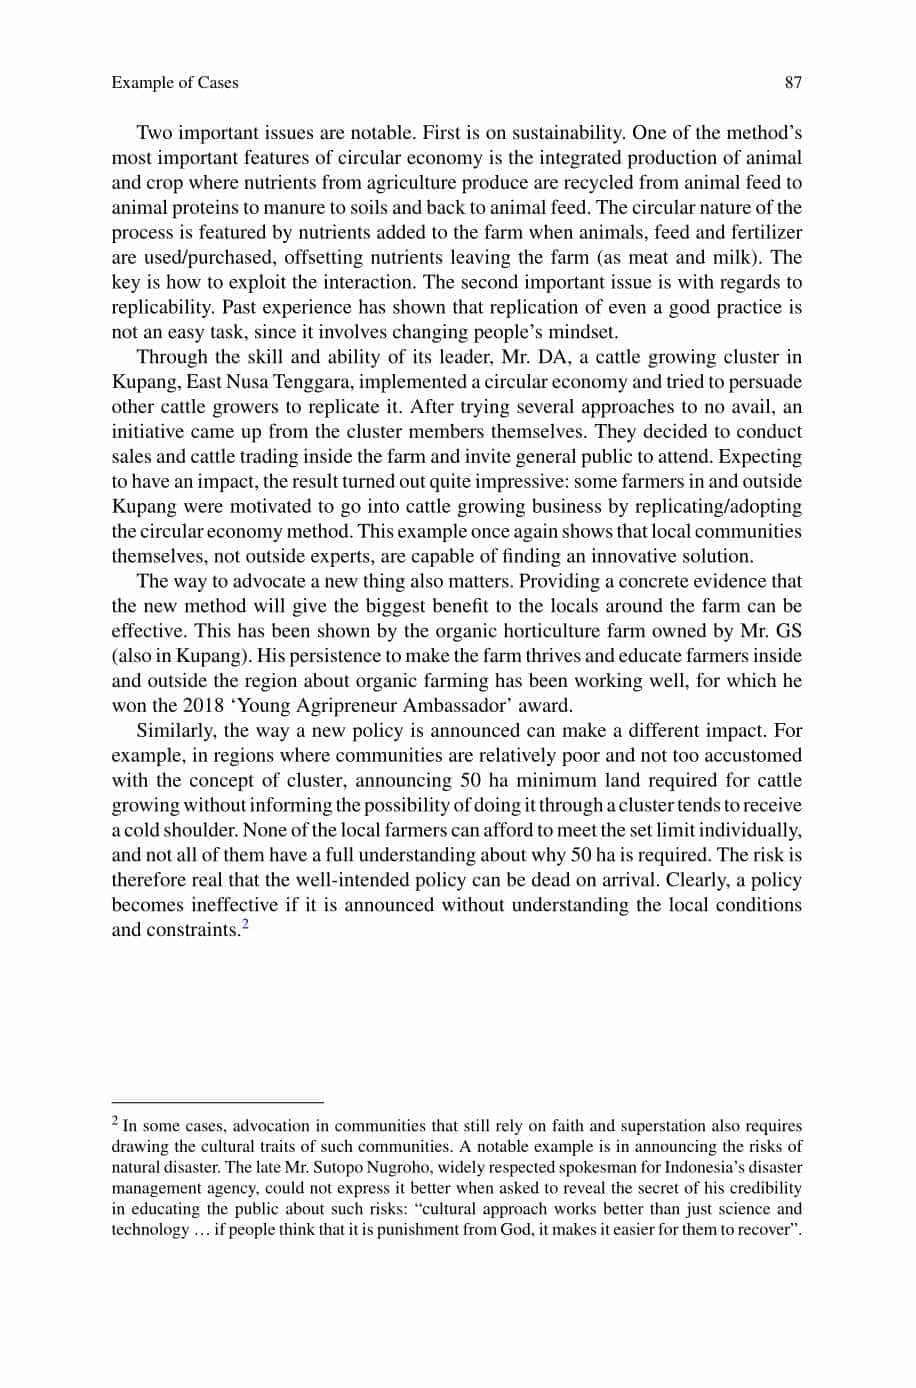 Example of Cases 87
Two important issues are notable. First is on sustainability. One of the method’s
most important features of circular economy is the integrated production of animal
and crop where nutrients from agriculture produce are recycled from animal feed to
animal proteins to manure to soils and back to animal feed. The circular nature of the
process is featured by nutrients added to the farm when animals, feed and fertilizer
are used/purchased, offsetting nutrients leaving the farm (as meat and milk). The
key is how to exploit the interaction. The second important issue is with regards to
replicability. Past experience has shown that replication of even a good practice is
not an easy task, since it involves changing people’s mindset.
Through the skill and ability of its leader, Mr. DA, a cattle growing cluster in
Kupang, East Nusa Tenggara, implemented a circular economy and tried to persuade
other cattle growers to replicate it. After trying several approaches to no avail, an
initiative came up from the cluster members themselves. They decided to conduct
sales and cattle trading inside the farm and invite general public to attend. Expecting
to have an impact, the result turned out quite impressive: some farmers in and outside
Kupang were motivated to go into cattle growing business by replicating/adopting
the circular economy method. This example once again shows that local communities
themselves, not outside experts, are capable of finding an innovative solution.
The way to advocate a new thing also matters. Providing a concrete evidence that
the new method will give the biggest benefit to the locals around the farm can be
effective. This has been shown by the organic horticulture farm owned by Mr. GS
(also in Kupang). His persistence to make the farm thrives and educate farmers inside
and outside the region about organic farming has been working well, for which he
won the 2018 ‘Young Agripreneur Ambassador’ award.
Similarly, the way a new policy is announced can make a different impact. For
example, in regions where communities are relatively poor and not too accustomed
with the concept of cluster, announcing 50 ha minimum land required for cattle
growing without informing the possibility of doing it through a cluster tends to receive
a cold shoulder. None of the local farmers can afford to meet the set limit individually,
and not all of them have a full understanding about why 50 ha is required. The risk is
therefore real that the well-intended policy can be dead on arrival. Clearly, a policy
becomes ineffective if it is announced without understanding the local conditions
and constraints.2
2 In some cases, advocation in communities that still rely on faith and superstation also requires
drawing the cultural traits of such communities. A notable example is in announcing the risks of
natural disaster. The late Mr. Sutopo Nugroho, widely respected spokesman for Indonesia’s disaster
management agency, could not express it better when asked to reveal the secret of his credibility
in educating the public about such risks: “cultural approach works better than just science and
technology … if people think that it is punishment from God, it makes it easier for them to recover”.